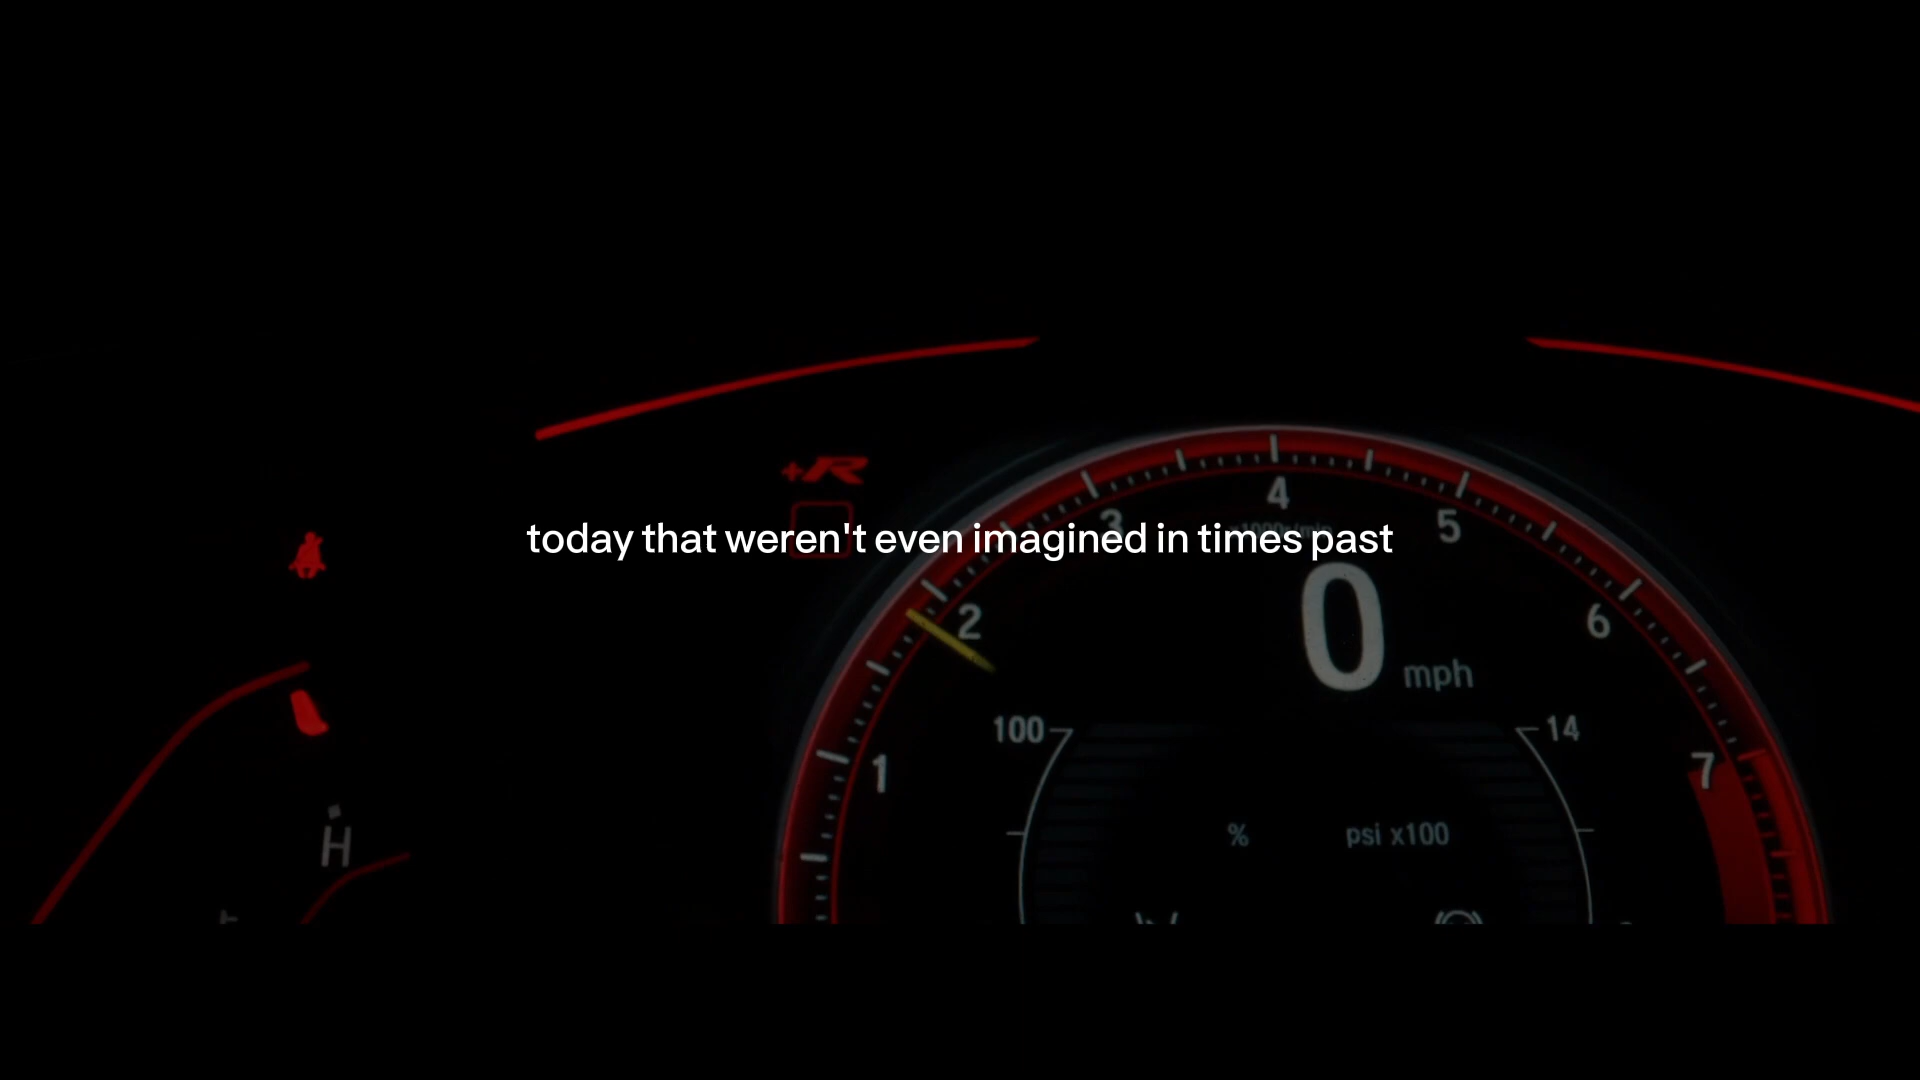 +R
4
3
5
today that weren't even imagined in times past
2
6
0 mph
100
14
1
7
% psi x100
H